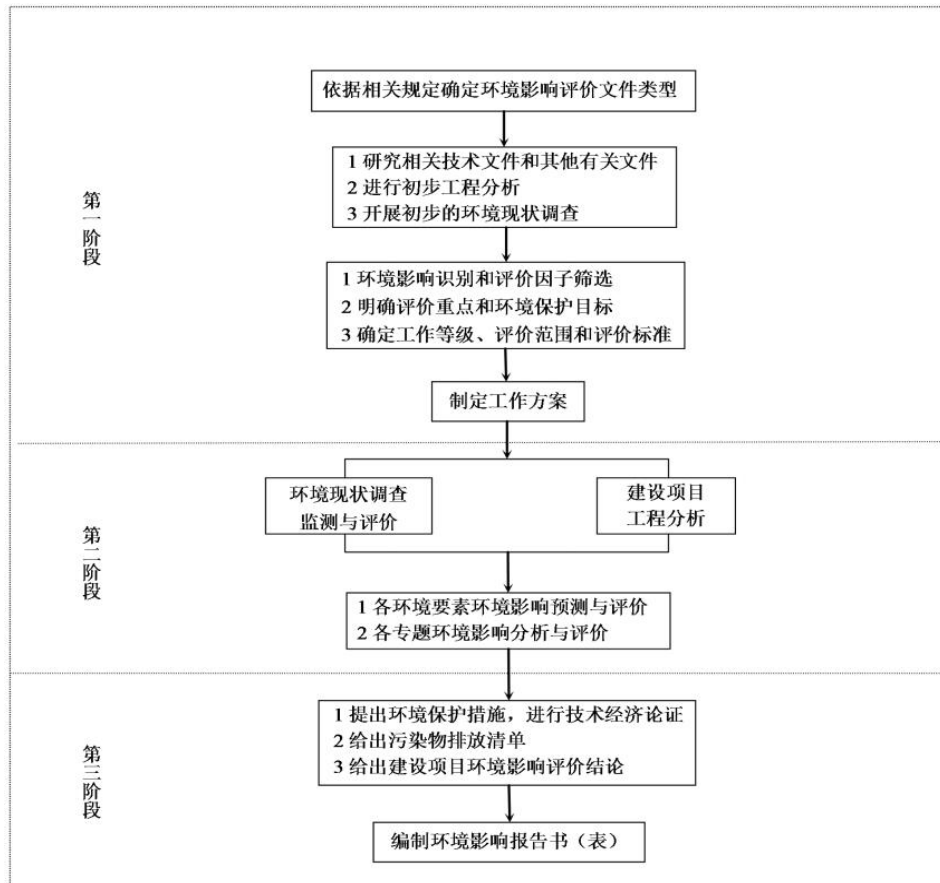 依据相关规定确定环境影响评价文件类型
第一阶段
1 研究相关技术文件和其他有关文件
2 进行初步工程分析
3 开展初步的环境现状调查
1 环境影响识别和评价因子筛选
2 明确评价重点和环境保护目标
3 确定工作等级、评价范围和评价标准
制定工作方案
第二阶段
环境现状调查
监测与评价
建设项目
工程分析
1 各环境要素环境影响预测与评价
2 各专题环境影响分析与评价
第三阶段
1 提出环境保护措施，进行技术经济论证
2 给出污染物排放清单
3 给出建设项目环境影响评价结论
编制环境影响报告书（表）